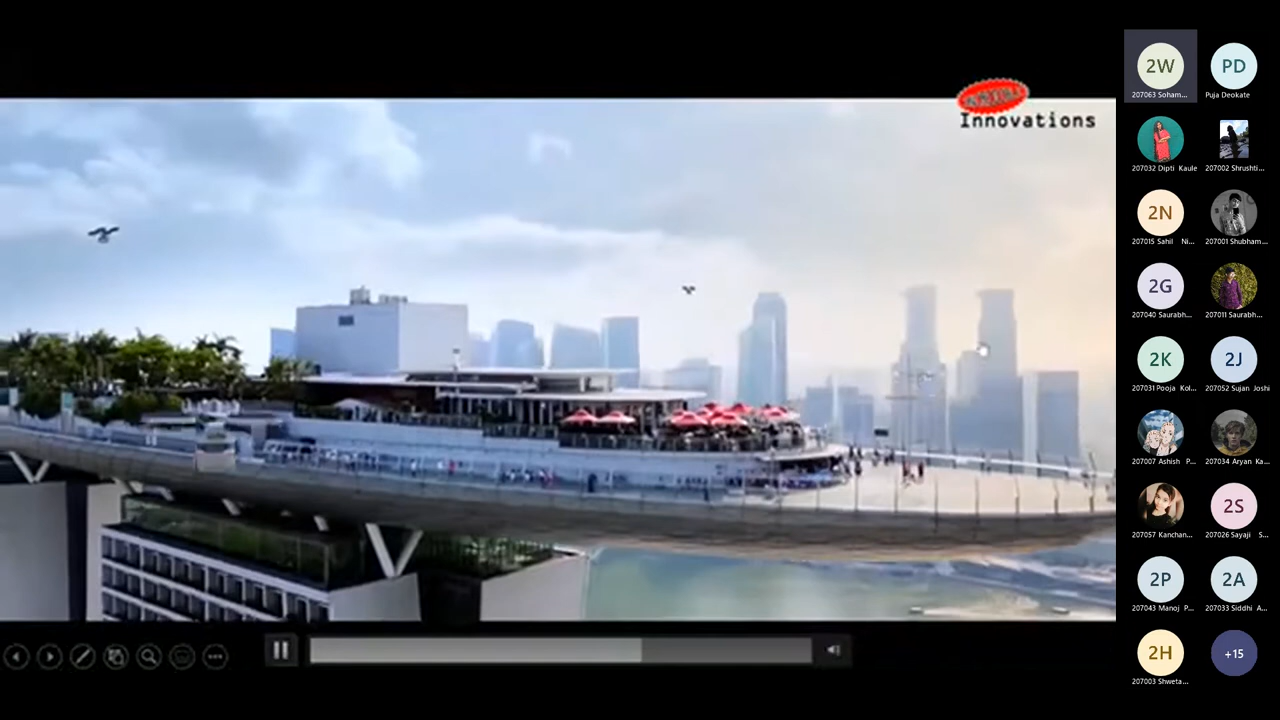 Innovations
2W
207063 Soham...
PD
Puja Deokate
207032 Dipti Kaule
207002 Shrushti...
2N
207015 Sahil Ni...
207001 Shubham...
2G
207040 Saurabh...
207011 Saurabh...
2K
207031 Pooja Kol...
2J
207052 Sujan Joshi
207007 Ashish P...
207034 Aryan Ka...
207057 Kanchan...
2S
207026 Sayaji S...
2P
207043 Manoj P...
2A
207033 Siddhi A...
2H
207003 Shweta...
+15